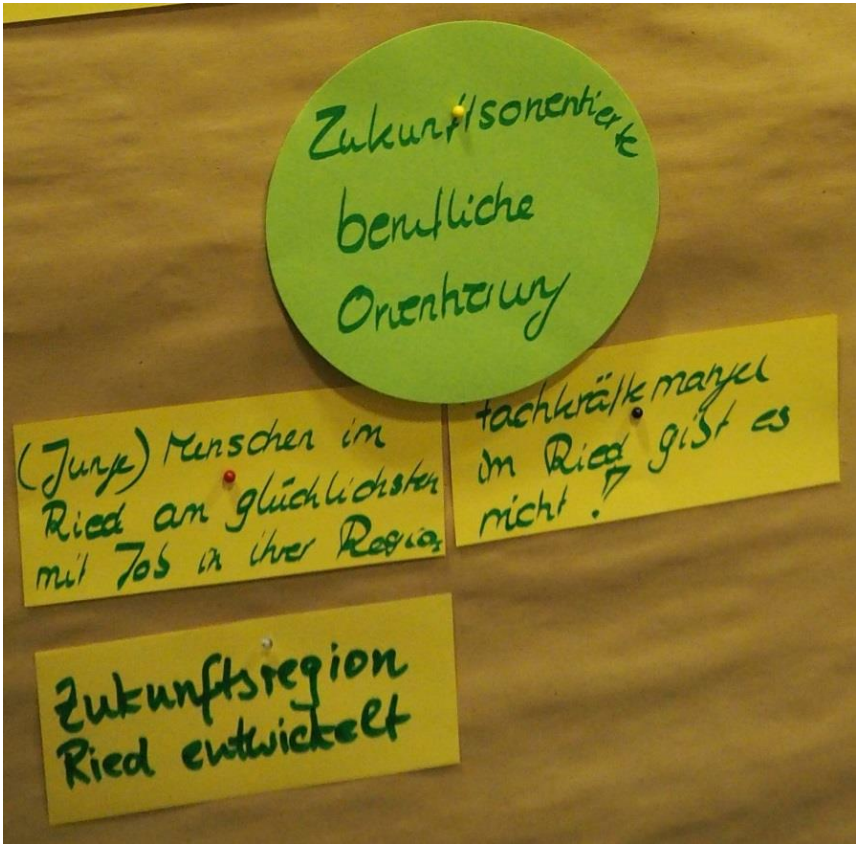 Zukunftsorientierte
berufliche
Orientierung
(Junge) Menschen im
Ried am glücklichsten
mit Job in ihrer Region
Fachkräftemangel
im Ried gibt es
nicht!
Zukunftsregion
Ried entwickelt